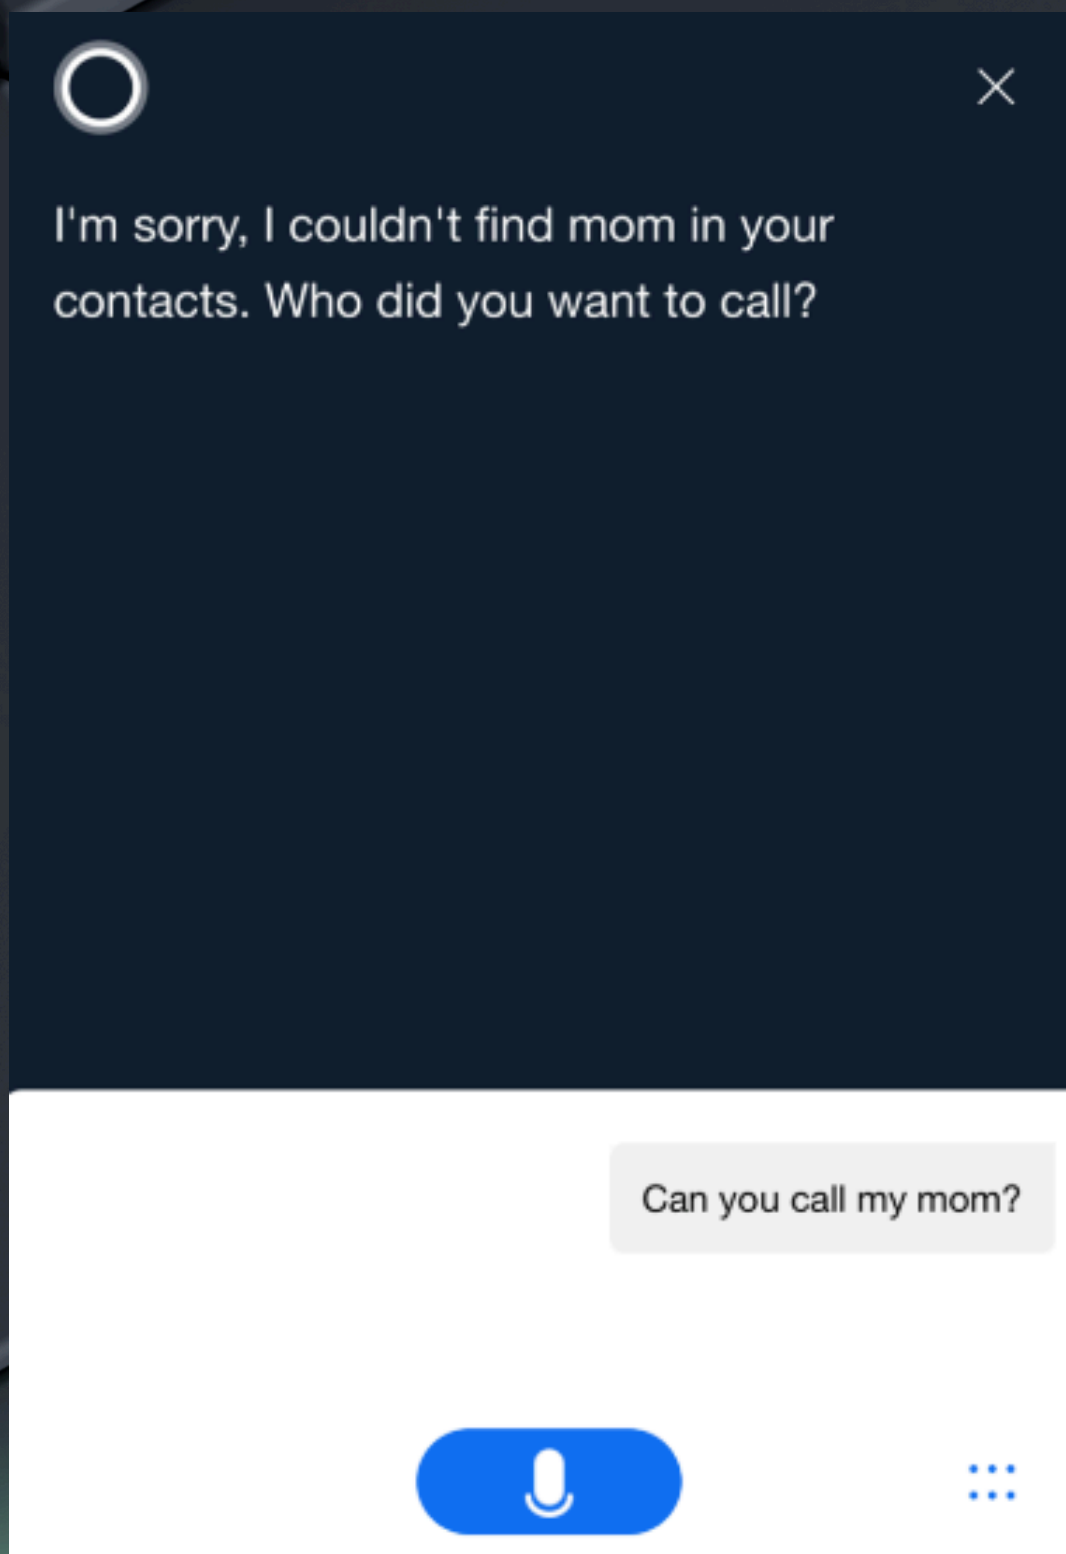 I'm sorry, I couldn't find mom in your
contacts. Who did you want to call?
Can you call my mom?